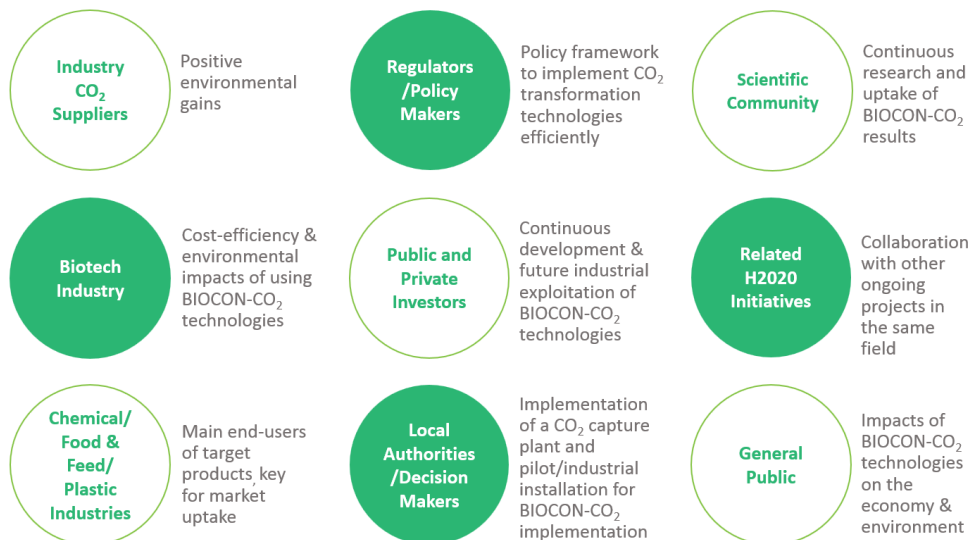 Industry
CO₂
Suppliers
Positive
environmental
gains
Regulators
/Policy
Makers
Policy framework
to implement CO₂
transformation
technologies
efficiently
Scientific
Community
Continuous
research and
uptake of
BIOCON-CO₂
results
Biotech
Industry
Cost-efficiency &
environmental
impacts of using
BIOCON-CO₂
technologies
Public and
Private
Investors
Continuous
development &
future industrial
exploitation of
BIOCON-CO₂
technologies
Related
H2020
Initiatives
Collaboration
with other
ongoing
projects in
the same
field
Chemical/
Food &
Feed/
Plastic
Industries
Main end-users
of target
products, key
for market
uptake
Local
Authorities
/Decision
Makers
Implementation
of a CO₂ capture
plant and
pilot/industrial
installation for
BIOCON-CO₂
implementation
General
Public
Impacts of
BIOCON-CO₂
technologies
on the
economy &
environment